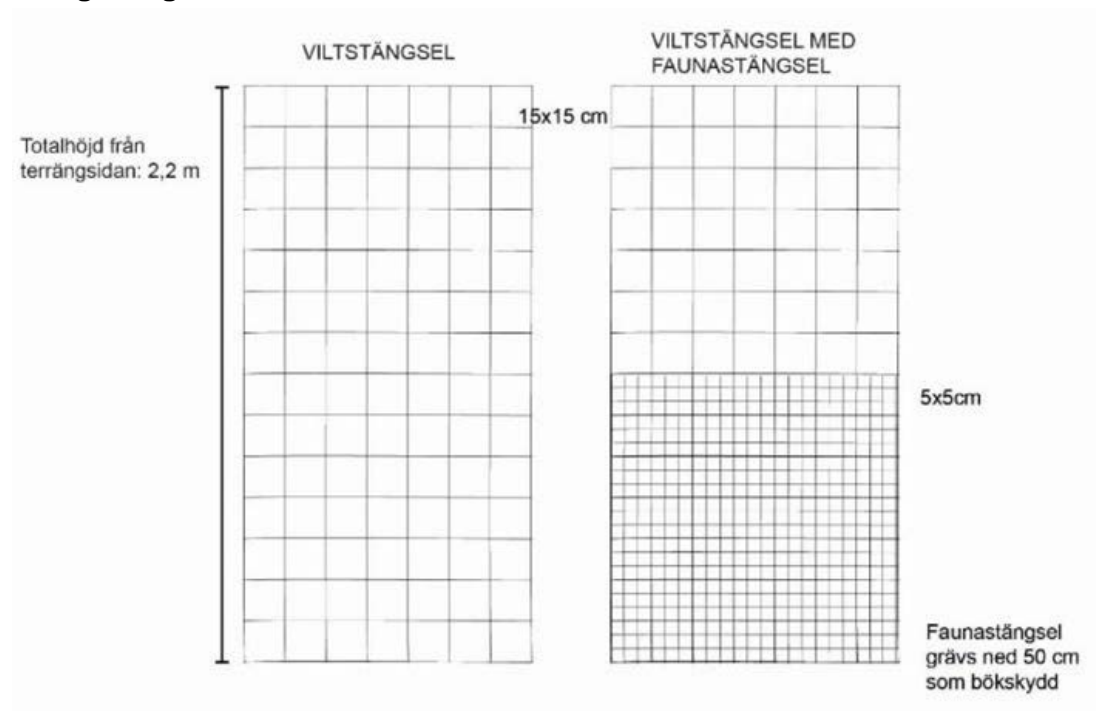 VILTSTÄNGSEL
VILTSTÄNGSEL MED
FAUNASTÄNGSEL
15x15 cm
Totalhöjd från
terrängsidan: 2,2 m
5x5cm
Faunastängsel
grävs ned 50 cm
som bökskydd